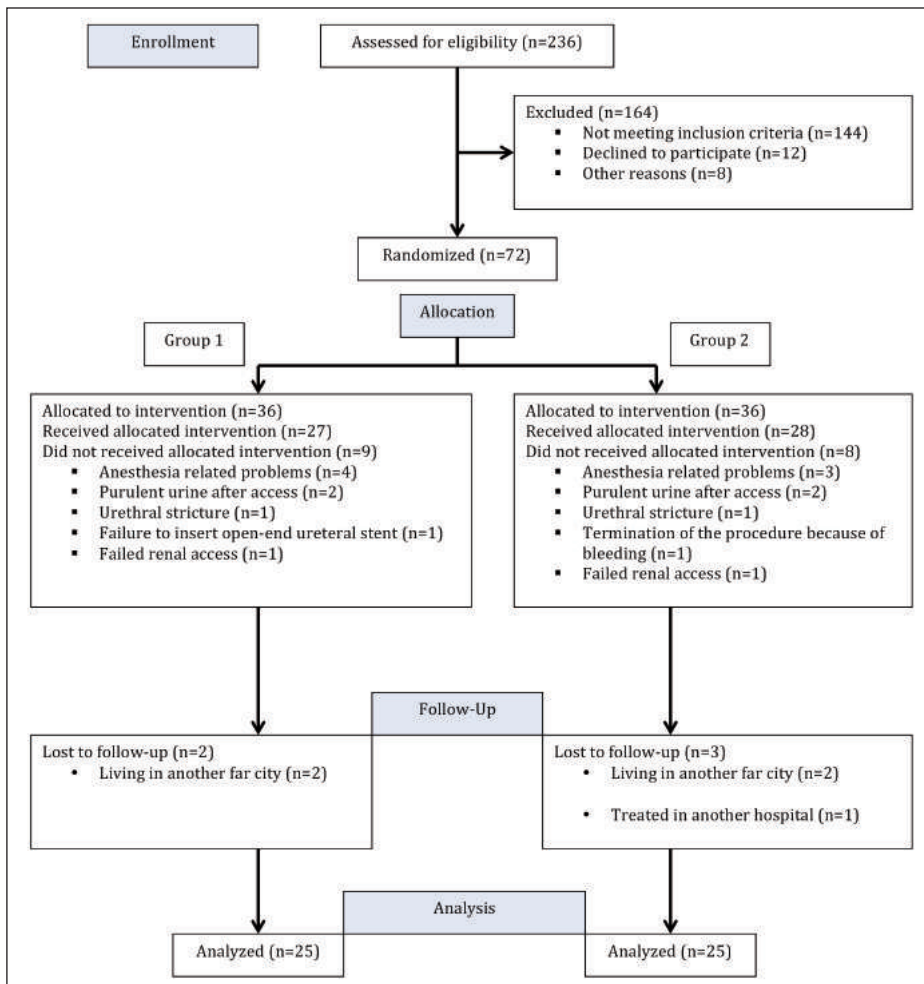 Enrollment
Assessed for eligibility (n=236)
Excluded (n=164)
▪ Not meeting inclusion criteria (n=144)
▪ Declined to participate (n=12)
▪ Other reasons (n=8)
Randomized (n=72)
Allocation
Group 1
Group 2
Allocated to intervention (n=36)
Received allocated intervention (n=27)
Did not received allocated intervention (n=9)
▪ Anesthesia related problems (n=4)
▪ Purulent urine after access (n=2)
▪ Urethral stricture (n=1)
▪ Failure to insert open-end ureteral stent (n=1)
▪ Failed renal access (n=1)
Allocated to intervention (n=36)
Received allocated intervention (n=28)
Did not received allocated intervention (n=8)
▪ Anesthesia related problems (n=3)
▪ Purulent urine after access (n=2)
▪ Urethral stricture (n=1)
▪ Termination of the procedure because of
bleeding (n=1)
▪ Failed renal access (n=1)
Follow-Up
Lost to follow-up (n=2)
• Living in another far city (n=2)
Lost to follow-up (n=3)
• Living in another far city (n=2)
• Treated in another hospital (n=1)
Analysis
Analyzed (n=25)
Analyzed (n=25)